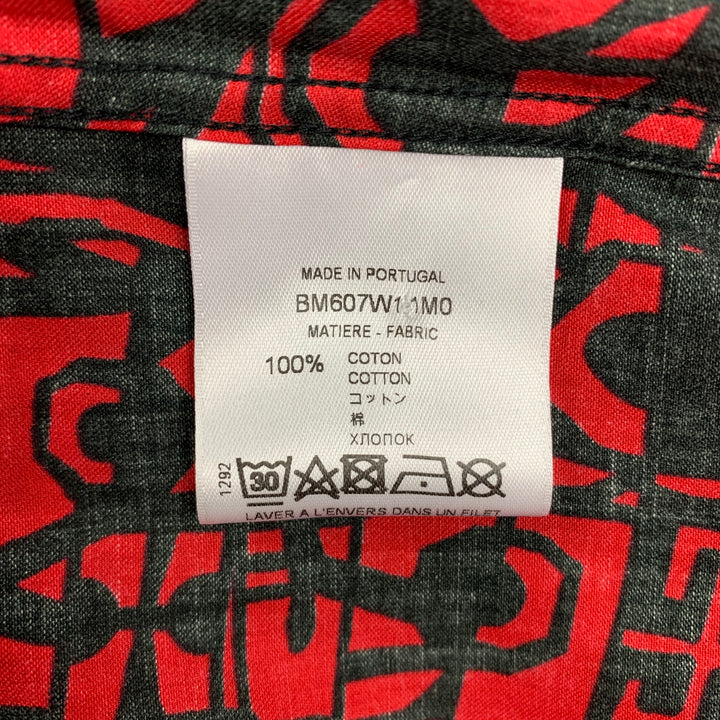 MADE IN PORTUGAL
MATIERE - FABRIC
100% COTON
COTTON
コットン
棉
ХЛОПОК
1292
30
LAVER A L'ENVERS DANS UN FILET